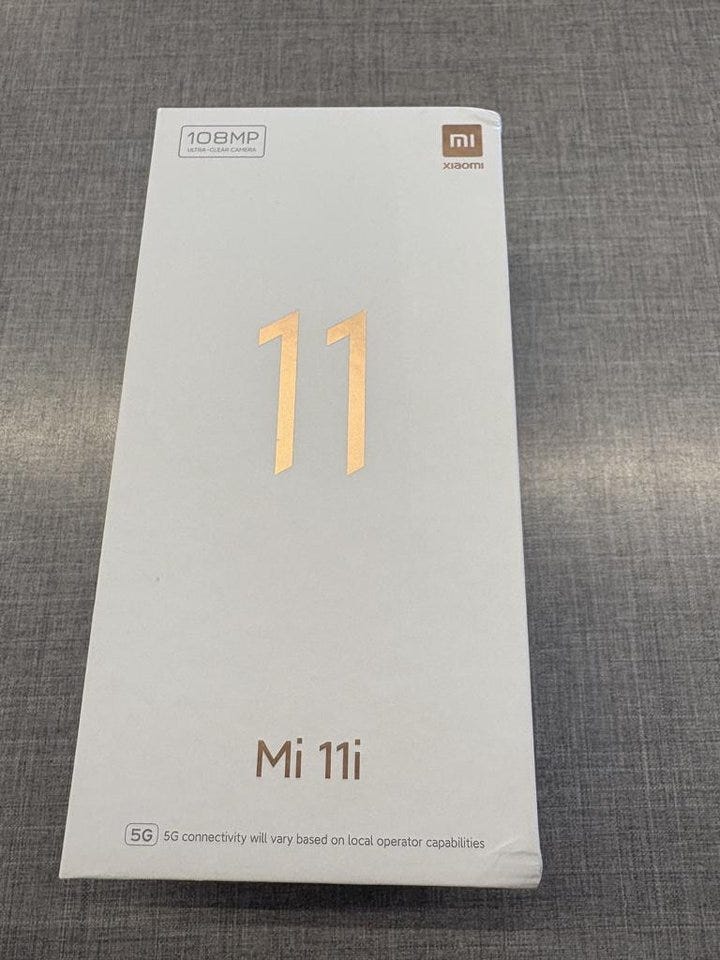 108MP
ULTRA-CLEAR CAMERA
mi
xiaomi
11
Mi 11i
5G 5G connectivity will vary based on local operator capabilities